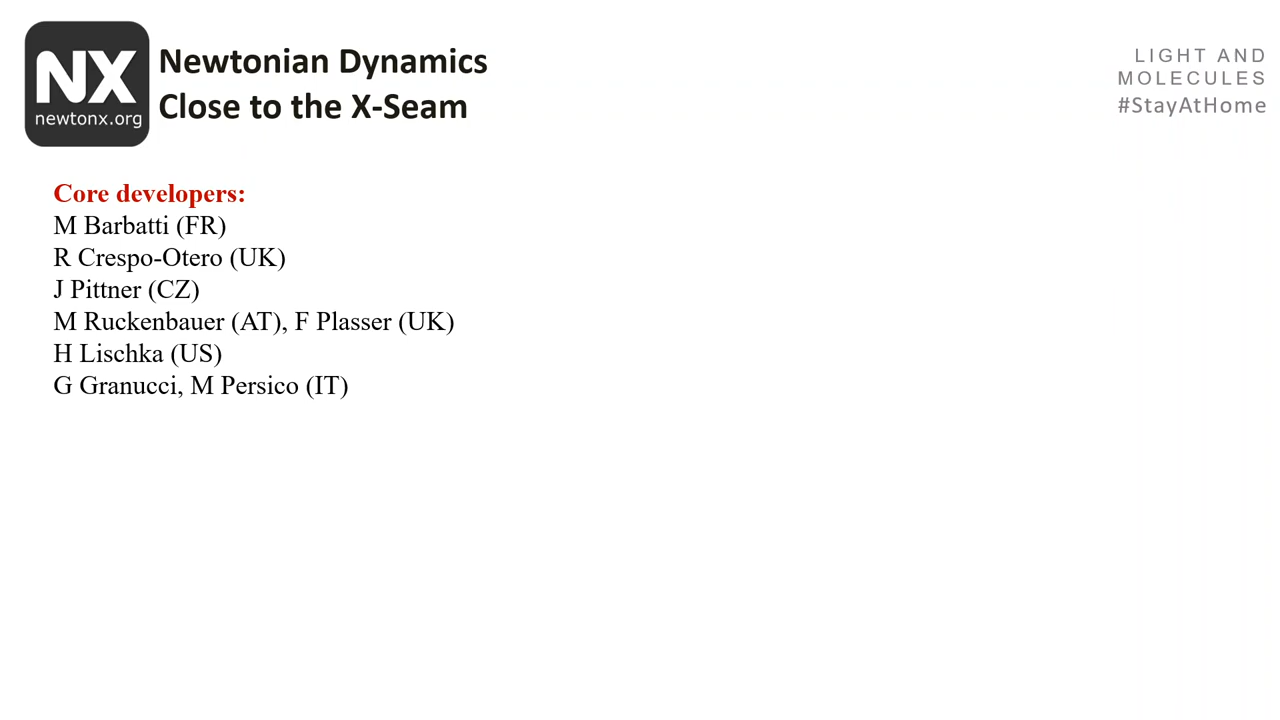 NX
newtonx.org
Newtonian Dynamics
Close to the X-Seam
LIGHT AND
MOLECULES
#StayAtHome
Core developers:
M Barbatti (FR)
R Crespo-Otero (UK)
J Pittner (CZ)
M Ruckenbauer (AT), F Plasser (UK)
H Lischka (US)
G Granucci, M Persico (IT)